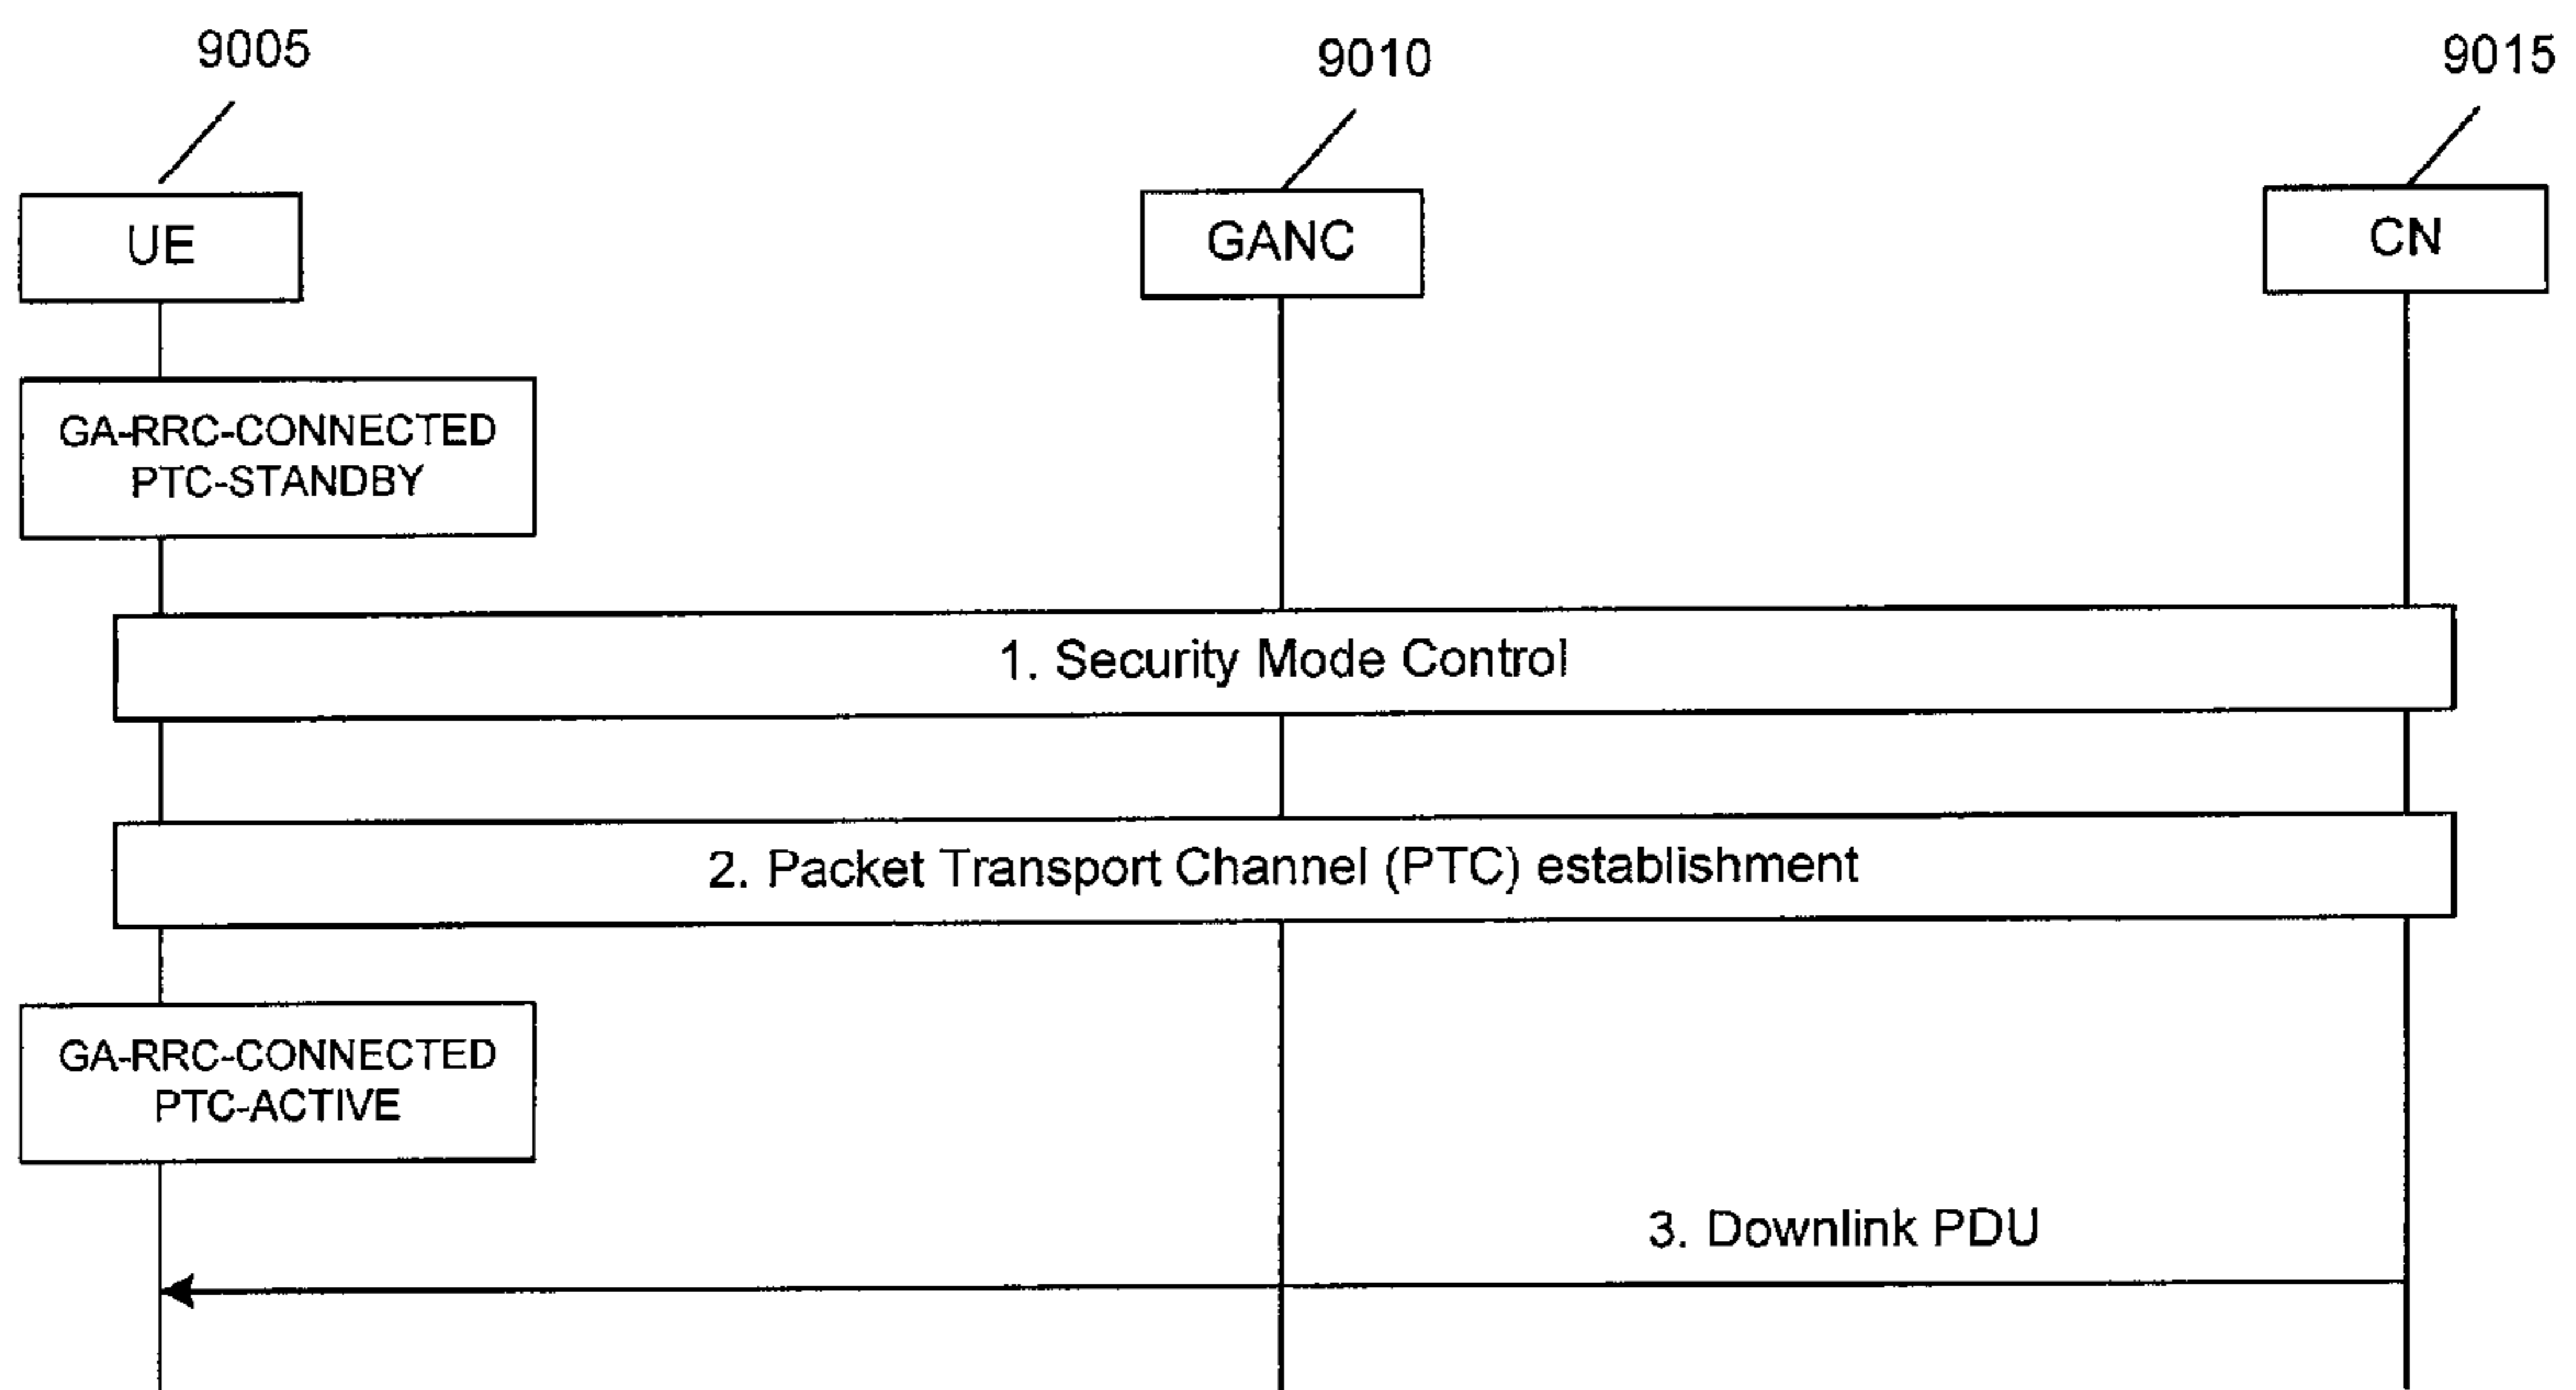 9005
9010
9015
UE
GANC
CN
GA-RRC-CONNECTED
PTC-STANDBY
1. Security Mode Control
2. Packet Transport Channel (PTC) establishment
GA-RRC-CONNECTED
PTC-ACTIVE
3. Downlink PDU